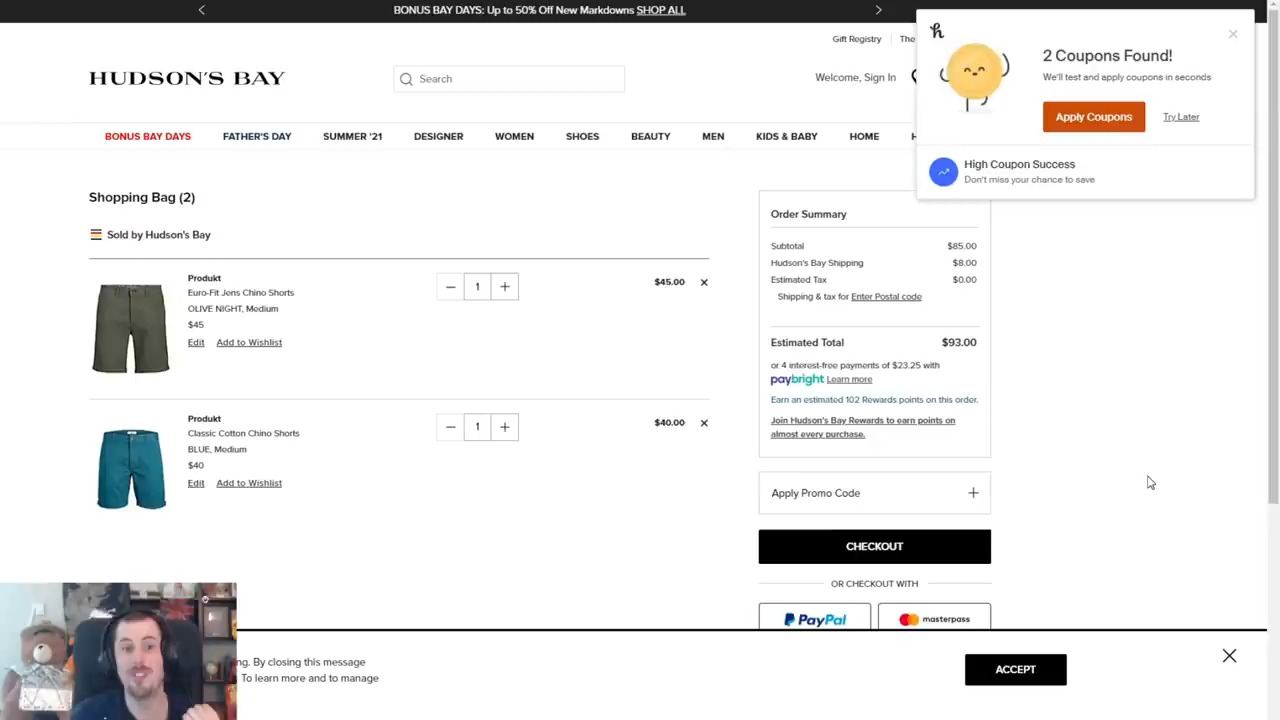 BONUS BAY DAYS: Up to 50% Off New Markdowns SHOP ALL
Gift Registry
The
HUDSON'S BAY
Search
Welcome, Sign In
BONUS BAY DAYS
FATHER'S DAY
SUMMER '21
DESIGNER
WOMEN
SHOES
BEAUTY
MEN
KIDS & BABY
HOME
H
h
2 Coupons Found!
We'll test and apply coupons in seconds
Apply Coupons
Try Later
High Coupon Success
Don't miss your chance to save
Shopping Bag (2)
Sold by Hudson's Bay
Produkt
Euro-Fit Jens Chino Shorts
OLIVE NIGHT, Medium
$45
Edit Add to Wishlist
1
$45.00
Produkt
Classic Cotton Chino Shorts
BLUE, Medium
$40
Edit Add to Wishlist
1
$40.00
Order Summary
Subtotal $85.00
Hudson's Bay Shipping $8.00
Estimated Tax $0.00
Shipping & tax for Enter Postal code
Estimated Total $93.00
or 4 interest-free payments of $23.25 with
paybright Learn more
Earn an estimated 102 Rewards points on this order.
Join Hudson's Bay Rewards to earn points on
almost every purchase.
Apply Promo Code
CHECKOUT
OR CHECKOUT WITH
PayPal
masterpass
ng. By closing this message
To learn more and to manage
ACCEPT